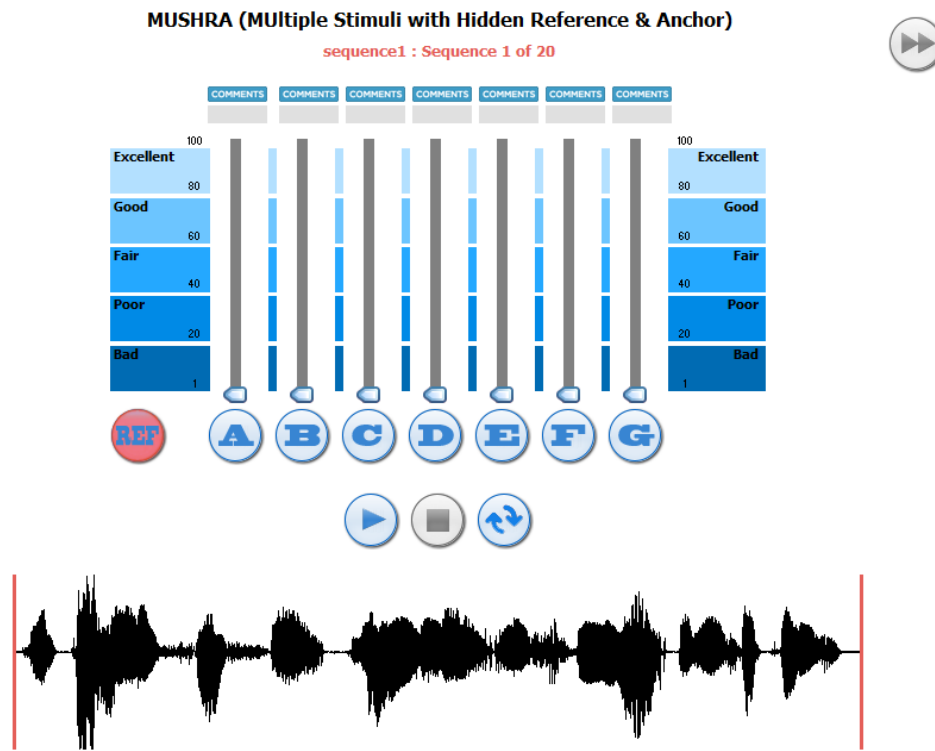 MUSHRA (MUltiple Stimuli with Hidden Reference & Anchor)
sequence1 : Sequence 1 of 20
COMMENTS COMMENTS COMMENTS COMMENTS COMMENTS COMMENTS COMMENTS
100 100
Excellent Excellent
80 80
Good Good
60 60
Fair Fair
40 40
Poor Poor
20 20
Bad Bad
1 1
REF A B C D E F G